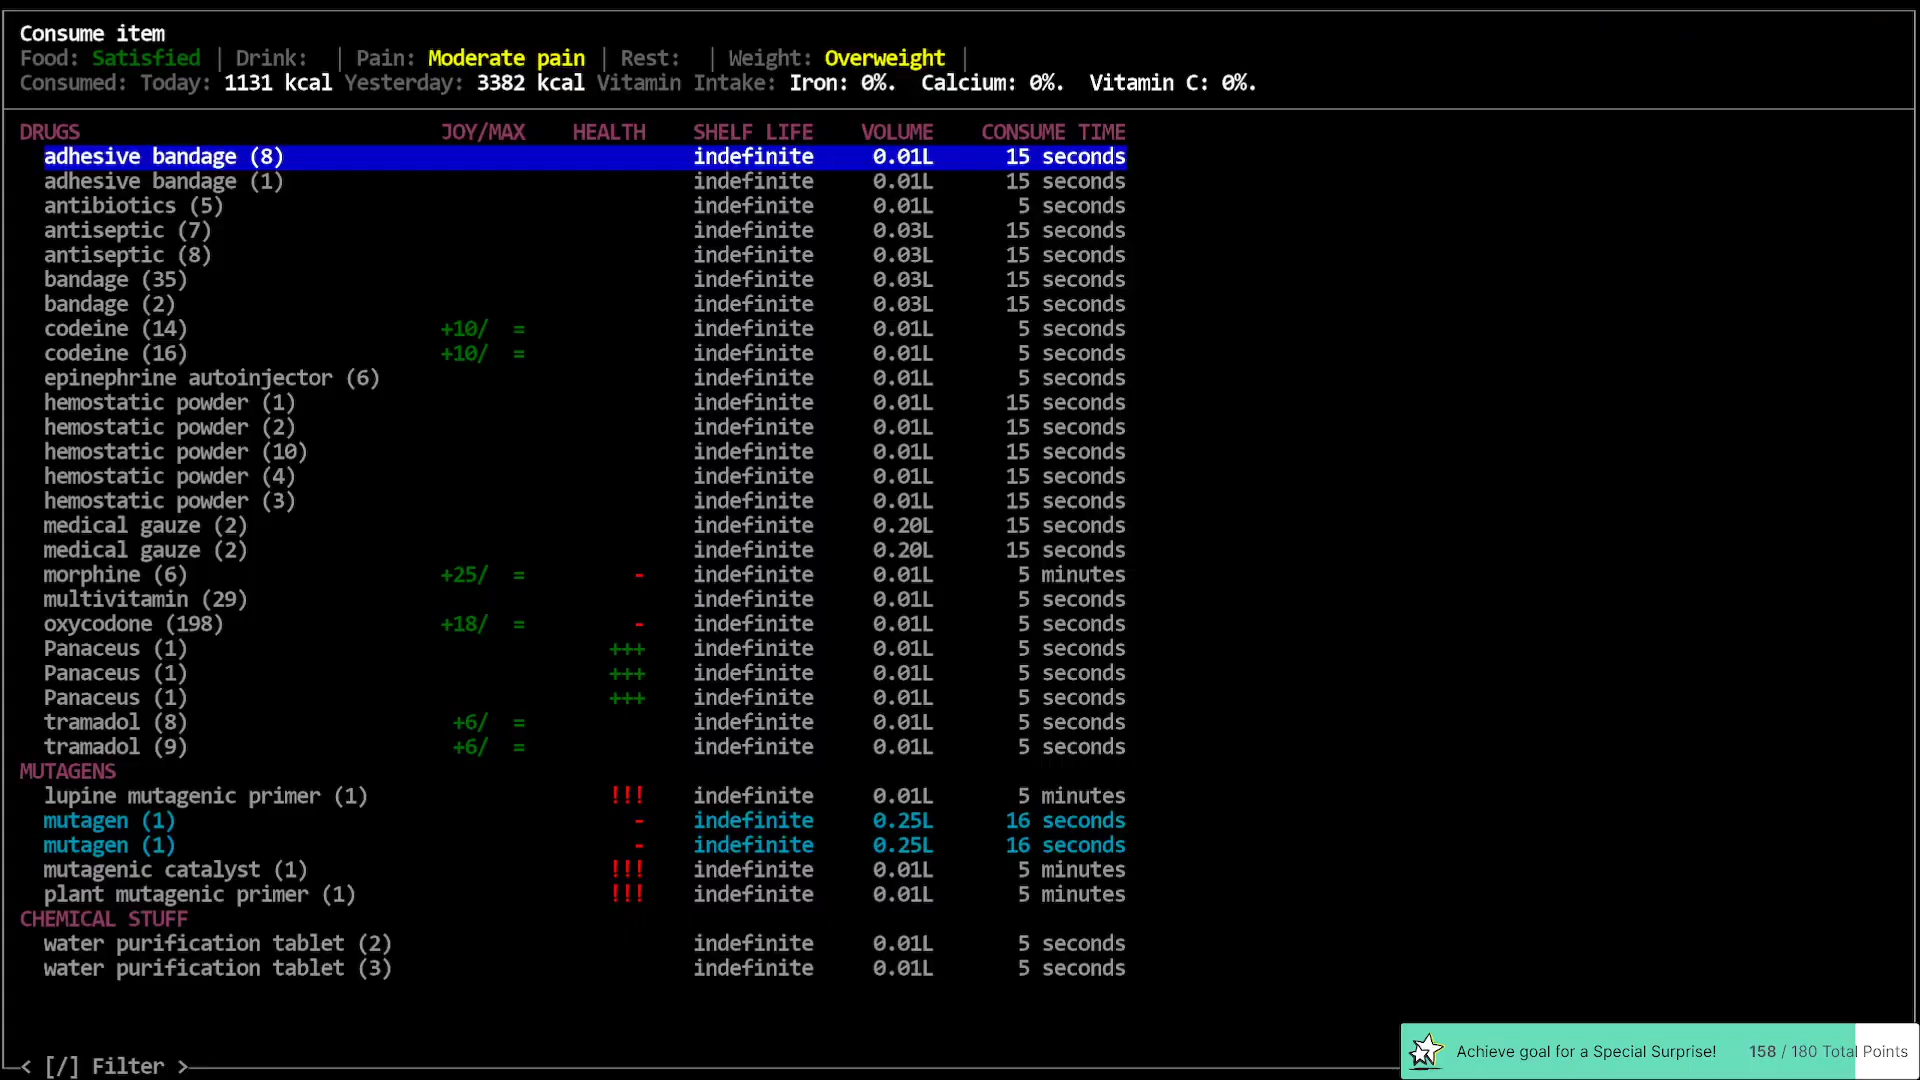 Consume item
Food: Satisfied | Drink: | Pain: Moderate pain | Rest: | Weight: Overweight |
Consumed: Today: 1131 kcal Yesterday: 3382 kcal Vitamin Intake: Iron: 0%. Calcium: 0%. Vitamin C: 0%.
DRUGS JOY/MAX HEALTH SHELF LIFE VOLUME CONSUME TIME
adhesive bandage (8) indefinite 0.01L 15 seconds
adhesive bandage (1) indefinite 0.01L 15 seconds
antibiotics (5) indefinite 0.01L 5 seconds
antiseptic (7) indefinite 0.03L 15 seconds
antiseptic (8) indefinite 0.03L 15 seconds
bandage (35) indefinite 0.03L 15 seconds
bandage (2) indefinite 0.03L 15 seconds
codeine (14) +10/ = indefinite 0.01L 5 seconds
codeine (16) +10/ = indefinite 0.01L 5 seconds
epinephrine autoinjector (6) indefinite 0.01L 5 seconds
hemostatic powder (1) indefinite 0.01L 15 seconds
hemostatic powder (2) indefinite 0.01L 15 seconds
hemostatic powder (10) indefinite 0.01L 15 seconds
hemostatic powder (4) indefinite 0.01L 15 seconds
hemostatic powder (3) indefinite 0.01L 15 seconds
medical gauze (2) indefinite 0.20L 15 seconds
medical gauze (2) indefinite 0.20L 15 seconds
morphine (6) +25/ = - indefinite 0.01L 5 minutes
multivitamin (29) indefinite 0.01L 5 seconds
oxycodone (198) +18/ = - indefinite 0.01L 5 seconds
Panaceus (1) +++ indefinite 0.01L 5 seconds
Panaceus (1) +++ indefinite 0.01L 5 seconds
Panaceus (1) +++ indefinite 0.01L 5 seconds
tramadol (8) +6/ = indefinite 0.01L 5 seconds
tramadol (9) +6/ = indefinite 0.01L 5 seconds
MUTAGENS
lupine mutagenic primer (1) !!! indefinite 0.01L 5 minutes
mutagen (1) - indefinite 0.25L 16 seconds
mutagen (1) - indefinite 0.25L 16 seconds
mutagenic catalyst (1) !!! indefinite 0.01L 5 minutes
plant mutagenic primer (1) !!! indefinite 0.01L 5 minutes
CHEMICAL STUFF
water purification tablet (2) indefinite 0.01L 5 seconds
water purification tablet (3) indefinite 0.01L 5 seconds
< [/] Filter >
Achieve goal for a Special Surprise! 158 / 180 Total Points